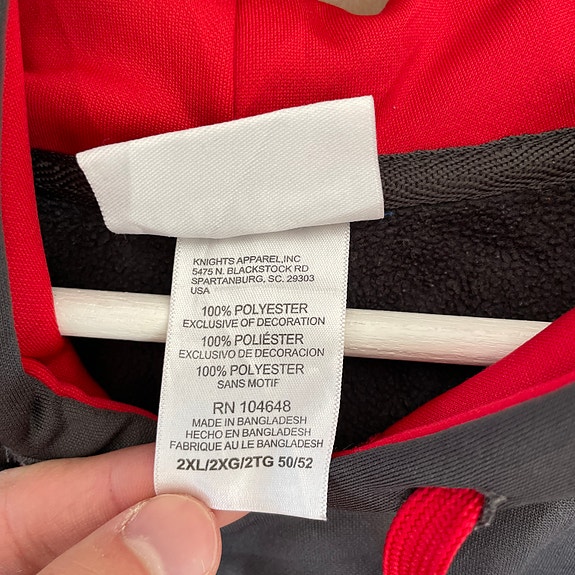 KNIGHTS APPAREL,INC
5475 N. BLACKSTOCK RD
SPARTANBURG, SC. 29303
USA
100% POLYESTER
EXCLUSIVE OF DECORATION
100% POLIÉSTER
EXCLUSIVO DE DECORACION
100% POLYESTER
SANS MOTIF
RN 104648
MADE IN BANGLADESH
HECHO EN BANGLADESH
FABRIQUE AU LE BANGLADESH
2XL/2XG/2TG 50/52